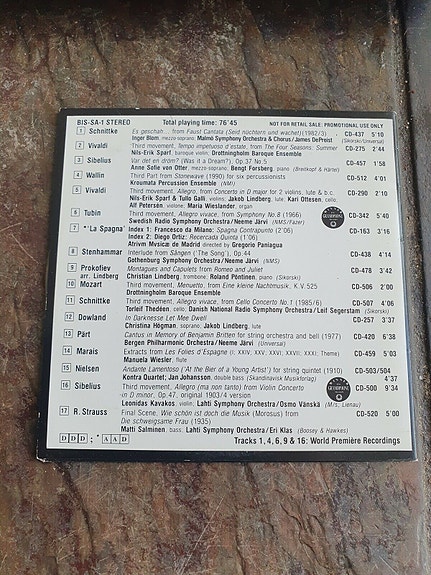 BIS-SA-1 STEREO Total playing time: 76'45 NOT FOR RETAIL SALE: PROMOTIONAL USE ONLY
1 Schnittke Es geschah... from Faust Cantata (Seid nüchtern und wachet) (1982/3) CD-437 5'10
Inger Blom, mezzo-soprano; Malmö Symphony Orchestra & Chorus/James DePreist (Sikorski/Universal)
2 Vivaldi Third movement, Tempo impetuoso d'estate, from The Four Seasons: Summer CD-275 2'44
Nils-Erik Sparf, baroque violin; Drottningholm Baroque Ensemble
3 Sibelius Var det en dröm? (Was it a Dream?), Op.37 No.5 CD-457 1'58
Anne Sofie von Otter, mezzo-soprano; Bengt Forsberg, piano (Breitkopf & Härtel)
4 Wallin Third Part from Stonewave (1990) for six percussionists CD-512 4'01
Kroumata Percussion Ensemble (NMI)
5 Vivaldi Third movement, Allegro, from Concerto in D major for 2 violins, lute & b.c. CD-290 2'10
Nils-Erik Sparf & Tullo Galli, violins; Jakob Lindberg, lute; Kari Ottesen, cello;
Alf Petersén, violone; Maria Wieslander, organ
6 Tubin Third movement, Allegro vivace, from Symphony No.8 (1966) CD-342 5'40
Swedish Radio Symphony Orchestra/Neeme Järvi (NMS/Fazer)
7 *'La Spagna' Index 1: Francesco da Milano: Spagna Contrapunto (2'06) CD-163 3'16
Index 2: Diego Ortiz: Recercada Quinta (1'06)
Atrium Musicae de Madrid directed by Gregorio Paniagua
8 Stenhammar Interlude from Sången ('The Song'), Op.44 CD-438 4'14
Gothenburg Symphony Orchestra/Neeme Järvi (NMS)
9 Prokofiev Montagues and Capulets from Romeo and Juliet CD-478 3'42
arr. Lindberg Christian Lindberg, trombone; Roland Pöntinen, piano (Sikorski)
10 Mozart Third movement, Menuetto, from Eine kleine Nachtmusik, K.V.525 CD-506 2'00
Drottningholm Baroque Ensemble
11 Schnittke Third movement, Allegro vivace, from Cello Concerto No.1 (1985/6) CD-507 4'06
Torleif Thedéen, cello; Danish National Radio Symphony Orchestra/Leif Segerstam (Sikorski)
12 Dowland In Darkness Let Mee Dwell CD-257 3'37
Christina Högman, soprano; Jakob Lindberg, lute
13 Pärt Cantus in Memory of Benjamin Britten for string orchestra and bell (1977) CD-420 6'38
Bergen Philharmonic Orchestra/Neeme Järvi (Universal)
14 Marais Extracts from Les Folies d'Espagne (I; XXIV; XXV; XVI; XXVII; XXXI; Theme) CD-459 5'03
Manuela Wiesler, flute
15 Nielsen Andante Lamentoso ('At the Bier of a Young Artist') for string quintet (1910) CD-503/504
Kontra Quartet; Jan Johansson, double bass (Skandinavisk Musikforlag) 4'37
16 Sibelius Third movement, Allegro (ma non tanto) from Violin Concerto CD-500 9'34
in D minor, Op.47, original 1903/4 version
Leonidas Kavakos, violin; Lahti Symphony Orchestra/Osmo Vänskä (M/s; Lienau)
17 R.Strauss Final Scene, Wie schön ist doch die Musik (Morosus) from CD-520 5'00
Die schweigsame Frau (1935)
Matti Salminen, bass; Lahti Symphony Orchestra/Eri Klas (Boosey & Hawkes)
DDD; *AAD Tracks 1, 4, 6, 9 & 16: World Première Recordings